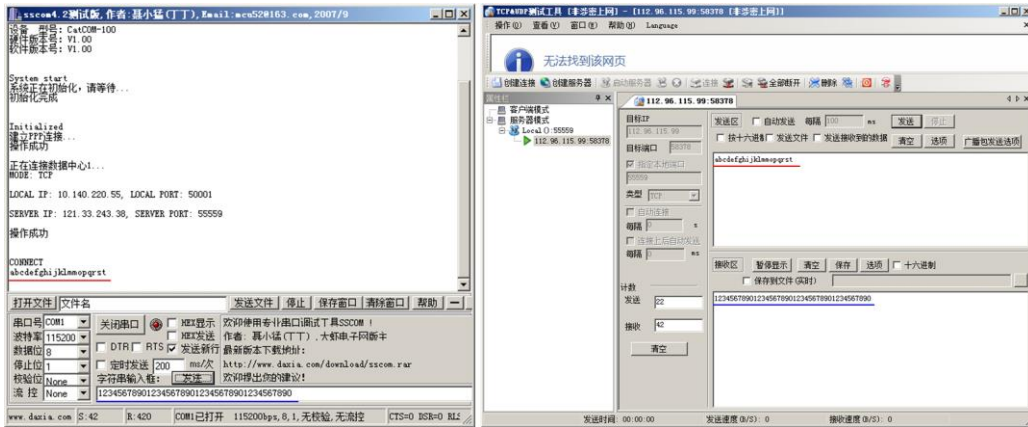 sscom4.2测试版,作者:聂小猛(丁丁),Email:mcu52@163.com,2007/9
设备 型号: CatCOM-100
硬件版本号: V1.00
软件版本号: V1.00
System start
系统正在初始化，请等待...
初始化完成
Initialized
建立PPP连接...
操作成功
正在连接数据中心1...
MODE: TCP
LOCAL IP: 10.140.220.55, LOCAL PORT: 50001
SERVER IP: 121.33.243.38, SERVER PORT: 55559
操作成功
CONNECT
abcdefghijklmnopqrst
打开文件 文件名 发送文件 停止 保存窗口 清除窗口 帮助
串口号 COM1 关闭串口 HEX显示 欢迎使用专业串口调试工具SSCOM !
波特率 115200 HEX发送 作者: 聂小猛(丁丁),大虾电子网版主
数据位 8 DTR RTS 发送新行 最新版本下载地址:
停止位 1 定时发送 200 ms/次 http://www.daxia.com/download/sscom.rar
校验位 None 字符串输入框: 发送 欢迎提出您的建议!
流 控 None 1234567890123456789012345678901234567890
www.daxia.com S:42 R:420 COM1已打开 115200bps,8,1,无校验,无流控 CTS=0 DSR=0
TCP&UDP测试工具 [非涉密上网] - [112.96.115.99:58378 [非涉密上网]]
操作(O) 查看(V) 窗口(W) 帮助(H) Language
无法找到该网页
创建连接 创建服务器 启动服务器 连接 全部断开 删除
属性栏
客户端模式
服务器模式
Local():55559
112.96.115.99:58378
112.96.115.99:58378
目标IP
112.96.115.99
目标端口 58378
指定本地端口
55559
类型 TCP
自动连接
每隔 0 s
连接上后自动发送
每隔 0 ms
计数
发送 22
接收 42
清空
发送区 自动发送 每隔 100 ms 发送 停止
按十六进制 发送文件 发送接收到的数据 清空 选项 广播包发送选项
abcdefghijklmnopqrst
接收区 暂停显示 清空 保存 选项 十六进制
保存到文件(实时)
1234567890123456789012345678901234567890
发送时间: 00:00:00 发送速度(B/S): 0 接收速度(B/S): 0